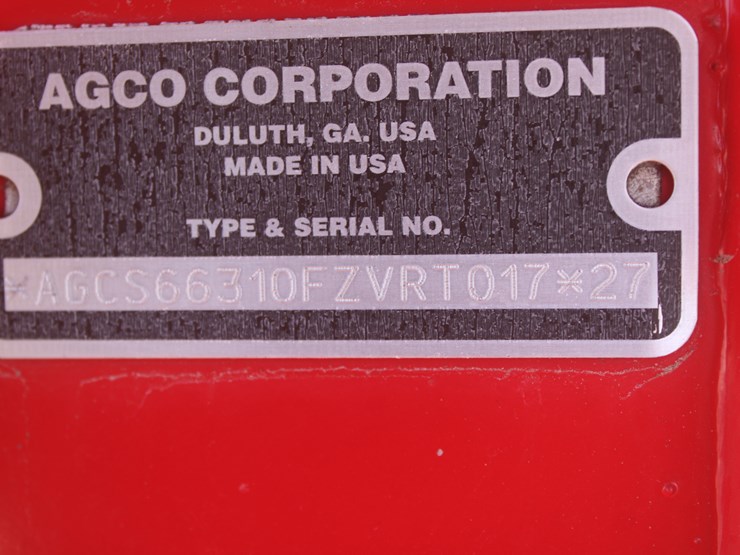 AGCO CORPORATION
DULUTH, GA. USA
MADE IN USA
TYPE & SERIAL NO.
*AGCS66310FZVRT017*27